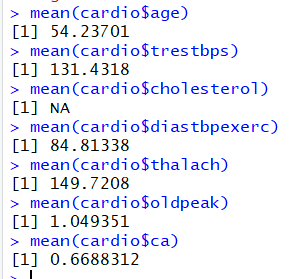 > mean(cardio$age)
[1] 54.23701
> mean(cardio$trestbps)
[1] 131.4318
> mean(cardio$cholesterol)
[1] NA
> mean(cardio$diastbpexerc)
[1] 84.81338
> mean(cardio$thalach)
[1] 149.7208
> mean(cardio$oldpeak)
[1] 1.049351
> mean(cardio$ca)
[1] 0.6688312
>